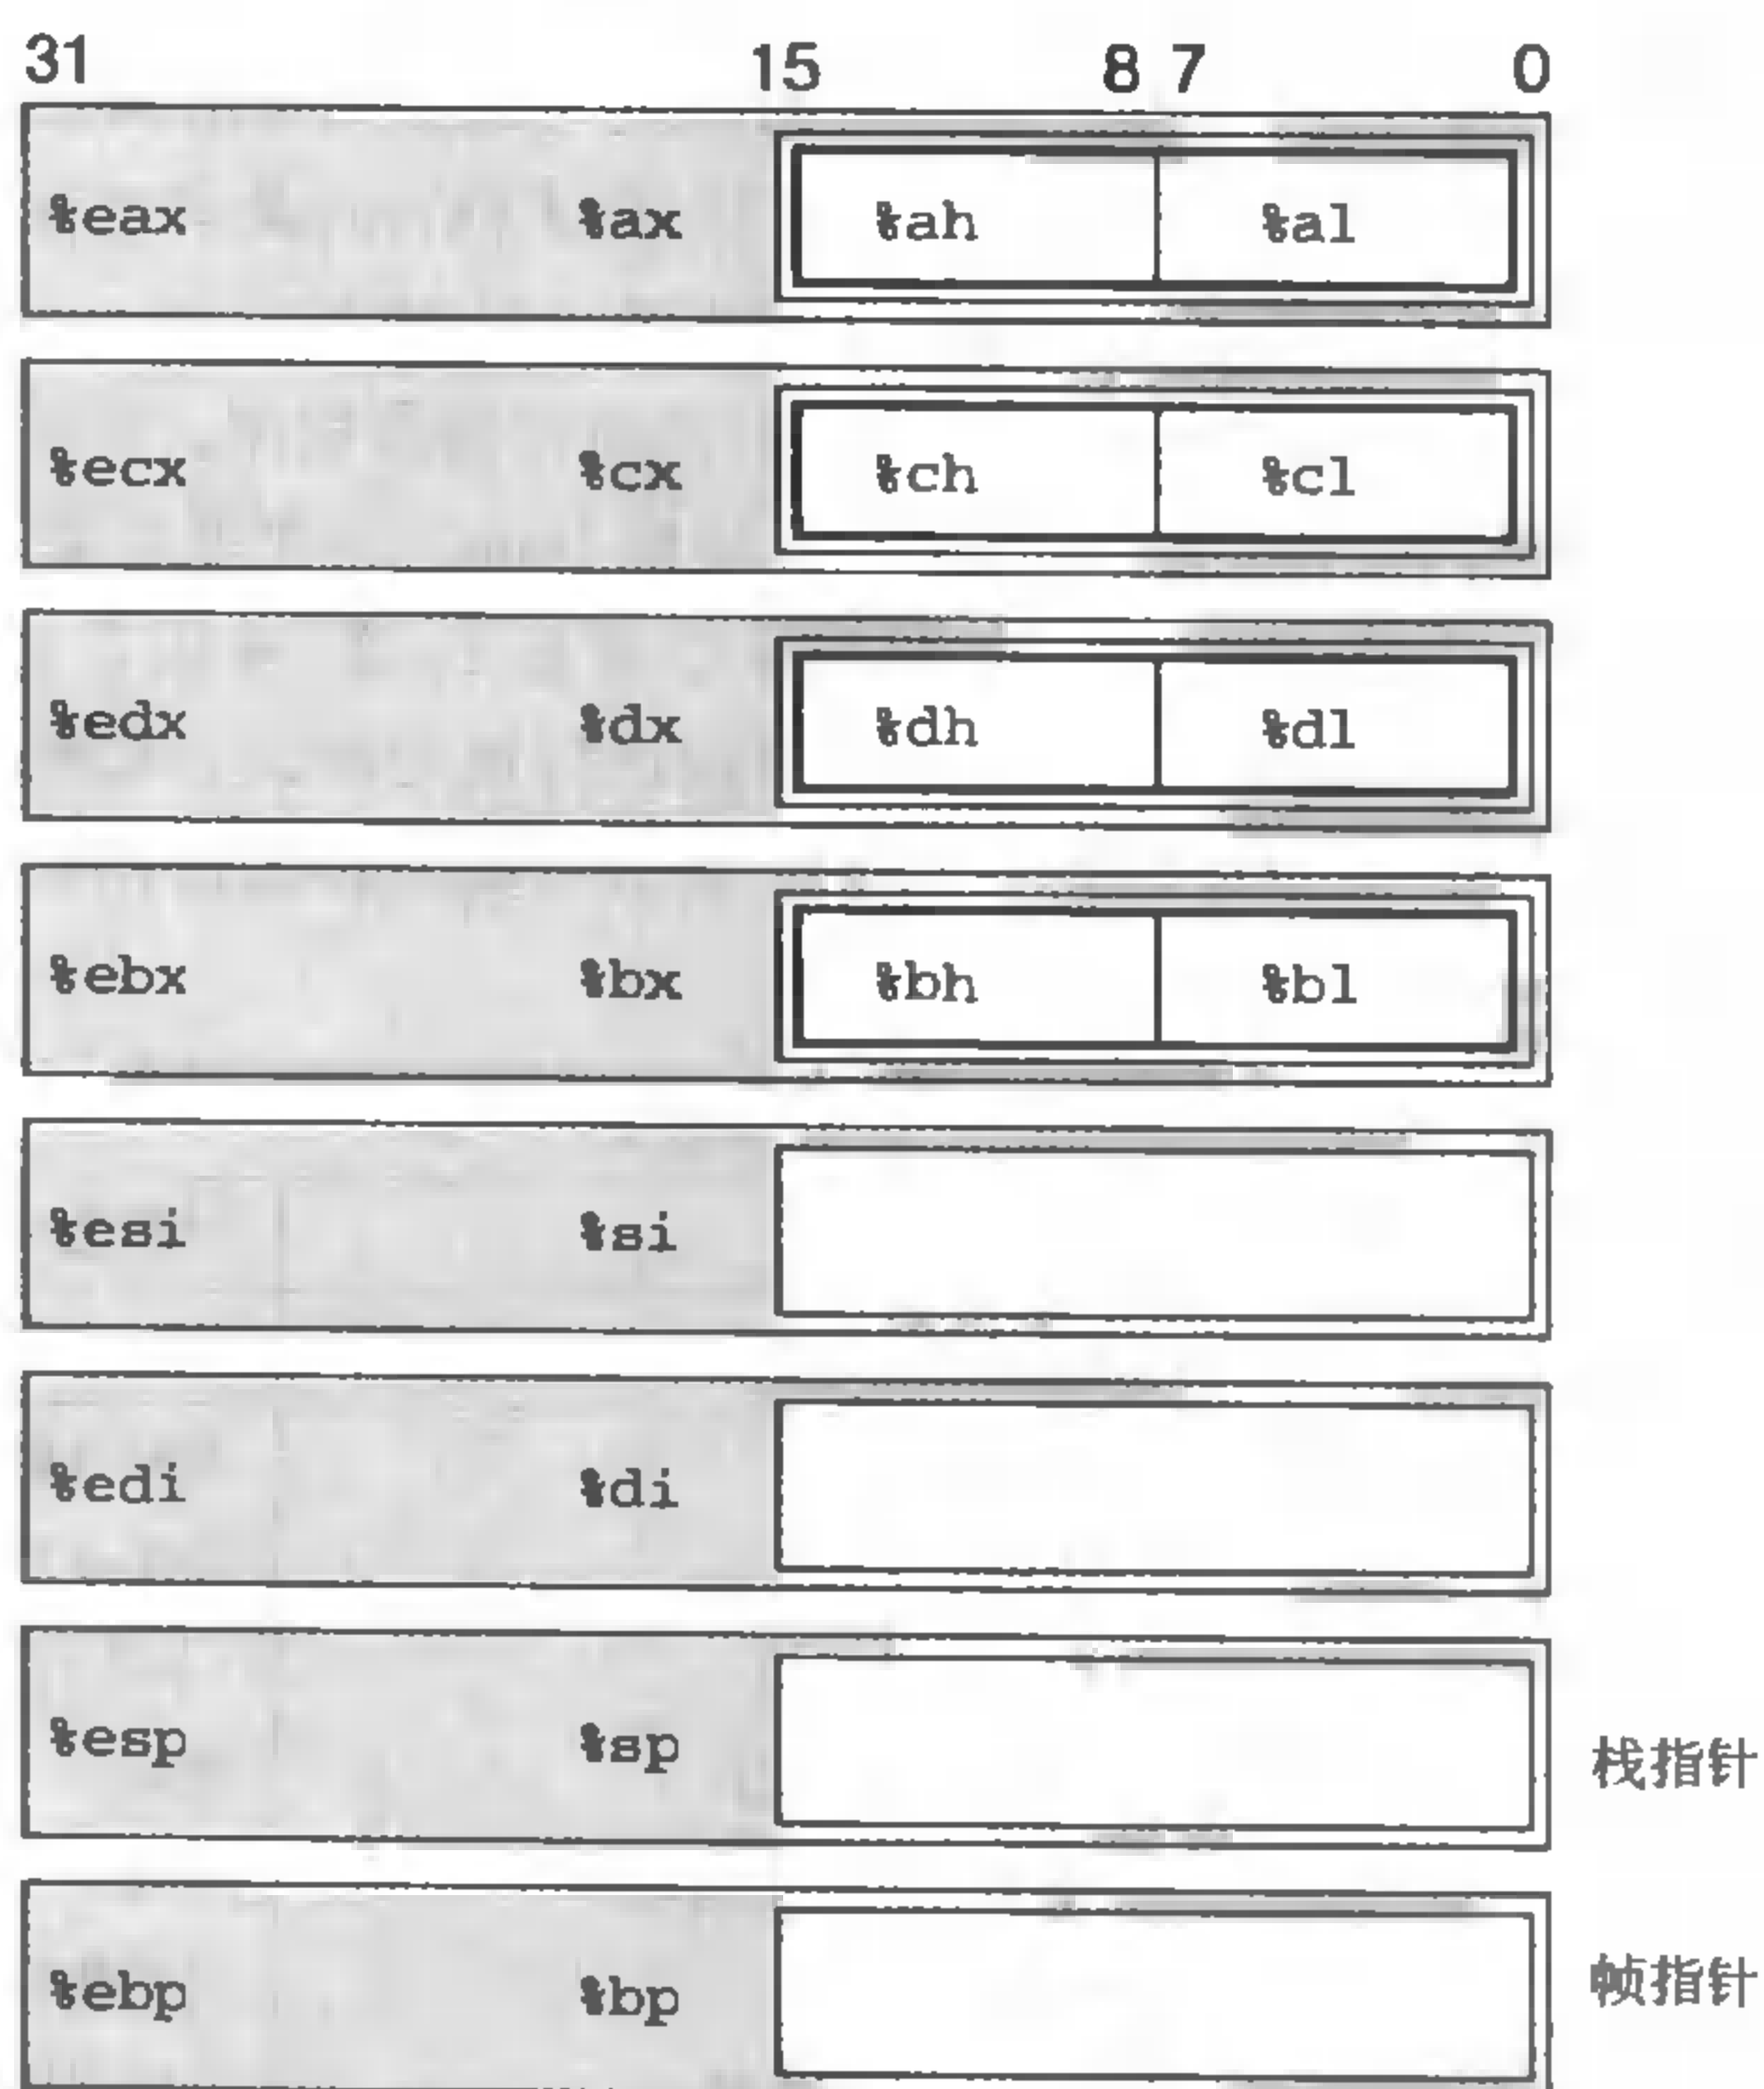 31 15 8 7 0
%eax %ax %ah %al
%ecx %cx %ch %cl
%edx %dx %dh %dl
%ebx %bx %bh %bl
%esi %si
%edi %di
%esp %sp 栈指针
%ebp %bp 帧指针